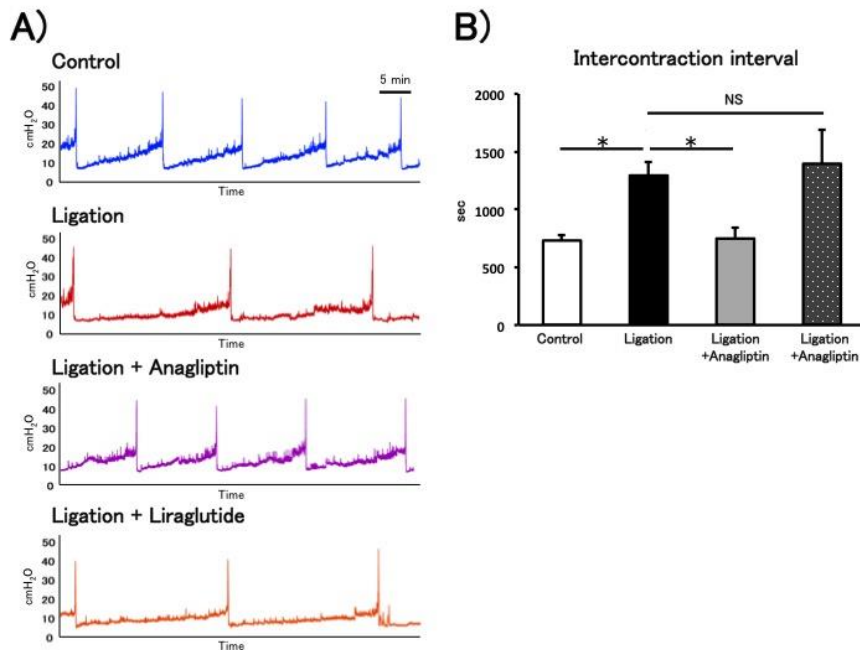 A)
Control
5 min
50
40
30
20
10
0
cmH2O
Time
Ligation
50
40
30
20
10
0
cmH2O
Time
Ligation + Anagliptin
50
40
30
20
10
0
cmH2O
Time
Ligation + Liraglutide
50
40
30
20
10
0
cmH2O
Time
B)
Intercontraction interval
2000
1500
1000
500
0
sec
NS
* *
Control Ligation Ligation +Anagliptin Ligation +Anagliptin